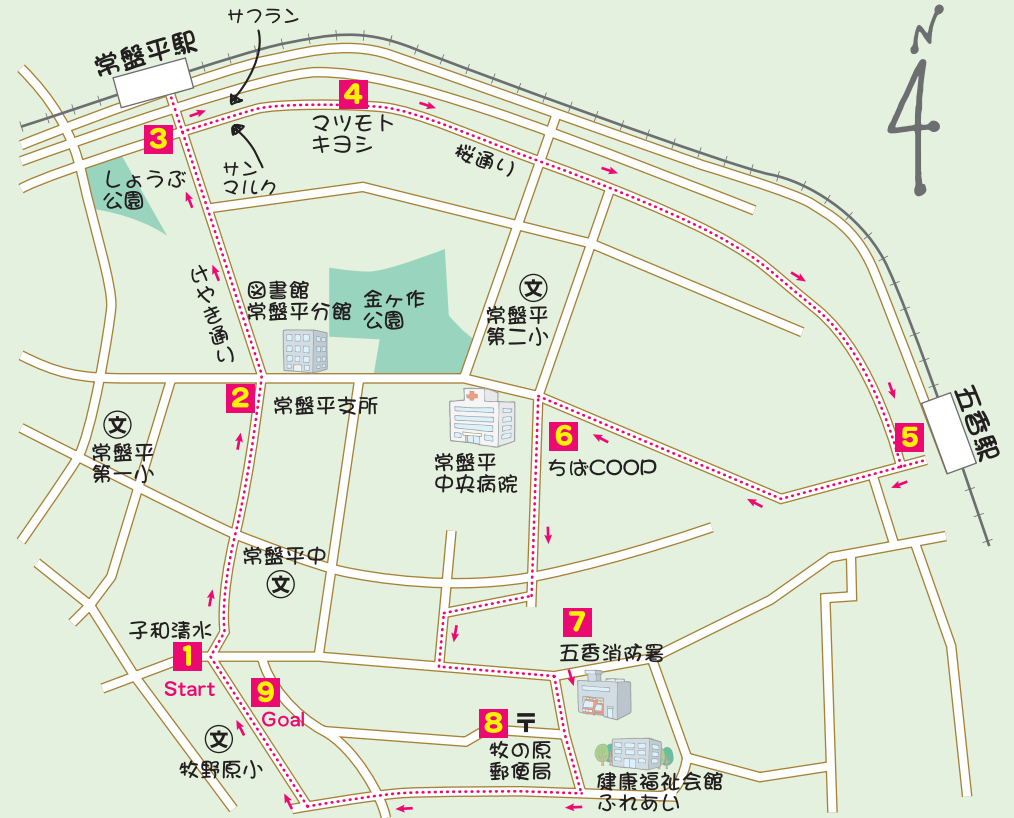 サフラン
常盤平駅
4
マツモト
キヨシ
N
3
桜通り
サン
マルク
しょうぶ
公園
けやき通り
図書館
常盤平分館
金ヶ作
公園
文
常盤平
第二小
2
常盤平支所
五香駅
文
常盤平
第一小
常盤平
中央病院
6
ちばCOOP
5
常盤平中
文
子和清水
1
Start
7
五香消防署
9
Goal
8
〒
牧の原
郵便局
文
牧野原小
健康福祉会館
ふれあい